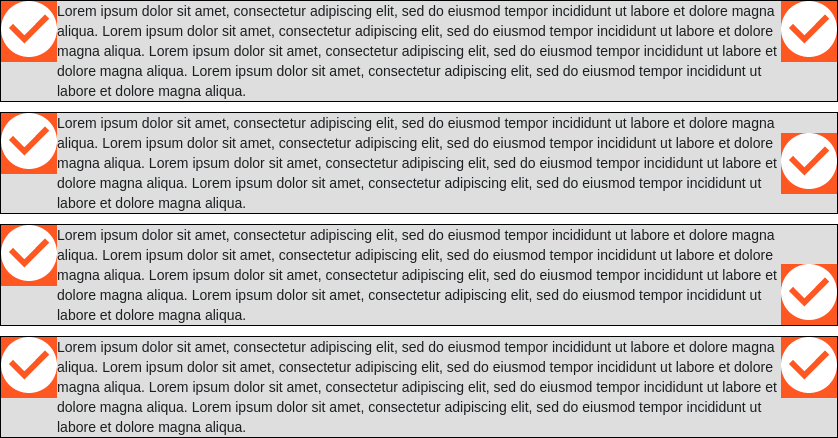 Lorem ipsum dolor sit amet, consectetur adipiscing elit, sed do eiusmod tempor incididunt ut labore et dolore magna
aliqua. Lorem ipsum dolor sit amet, consectetur adipiscing elit, sed do eiusmod tempor incididunt ut labore et dolore
magna aliqua. Lorem ipsum dolor sit amet, consectetur adipiscing elit, sed do eiusmod tempor incididunt ut labore et
dolore magna aliqua. Lorem ipsum dolor sit amet, consectetur adipiscing elit, sed do eiusmod tempor incididunt ut
labore et dolore magna aliqua.
Lorem ipsum dolor sit amet, consectetur adipiscing elit, sed do eiusmod tempor incididunt ut labore et dolore magna
aliqua. Lorem ipsum dolor sit amet, consectetur adipiscing elit, sed do eiusmod tempor incididunt ut labore et dolore
magna aliqua. Lorem ipsum dolor sit amet, consectetur adipiscing elit, sed do eiusmod tempor incididunt ut labore et
dolore magna aliqua. Lorem ipsum dolor sit amet, consectetur adipiscing elit, sed do eiusmod tempor incididunt ut
labore et dolore magna aliqua.
Lorem ipsum dolor sit amet, consectetur adipiscing elit, sed do eiusmod tempor incididunt ut labore et dolore magna
aliqua. Lorem ipsum dolor sit amet, consectetur adipiscing elit, sed do eiusmod tempor incididunt ut labore et dolore
magna aliqua. Lorem ipsum dolor sit amet, consectetur adipiscing elit, sed do eiusmod tempor incididunt ut labore et
dolore magna aliqua. Lorem ipsum dolor sit amet, consectetur adipiscing elit, sed do eiusmod tempor incididunt ut
labore et dolore magna aliqua.
Lorem ipsum dolor sit amet, consectetur adipiscing elit, sed do eiusmod tempor incididunt ut labore et dolore magna
aliqua. Lorem ipsum dolor sit amet, consectetur adipiscing elit, sed do eiusmod tempor incididunt ut labore et dolore
magna aliqua. Lorem ipsum dolor sit amet, consectetur adipiscing elit, sed do eiusmod tempor incididunt ut labore et
dolore magna aliqua. Lorem ipsum dolor sit amet, consectetur adipiscing elit, sed do eiusmod tempor incididunt ut
labore et dolore magna aliqua.